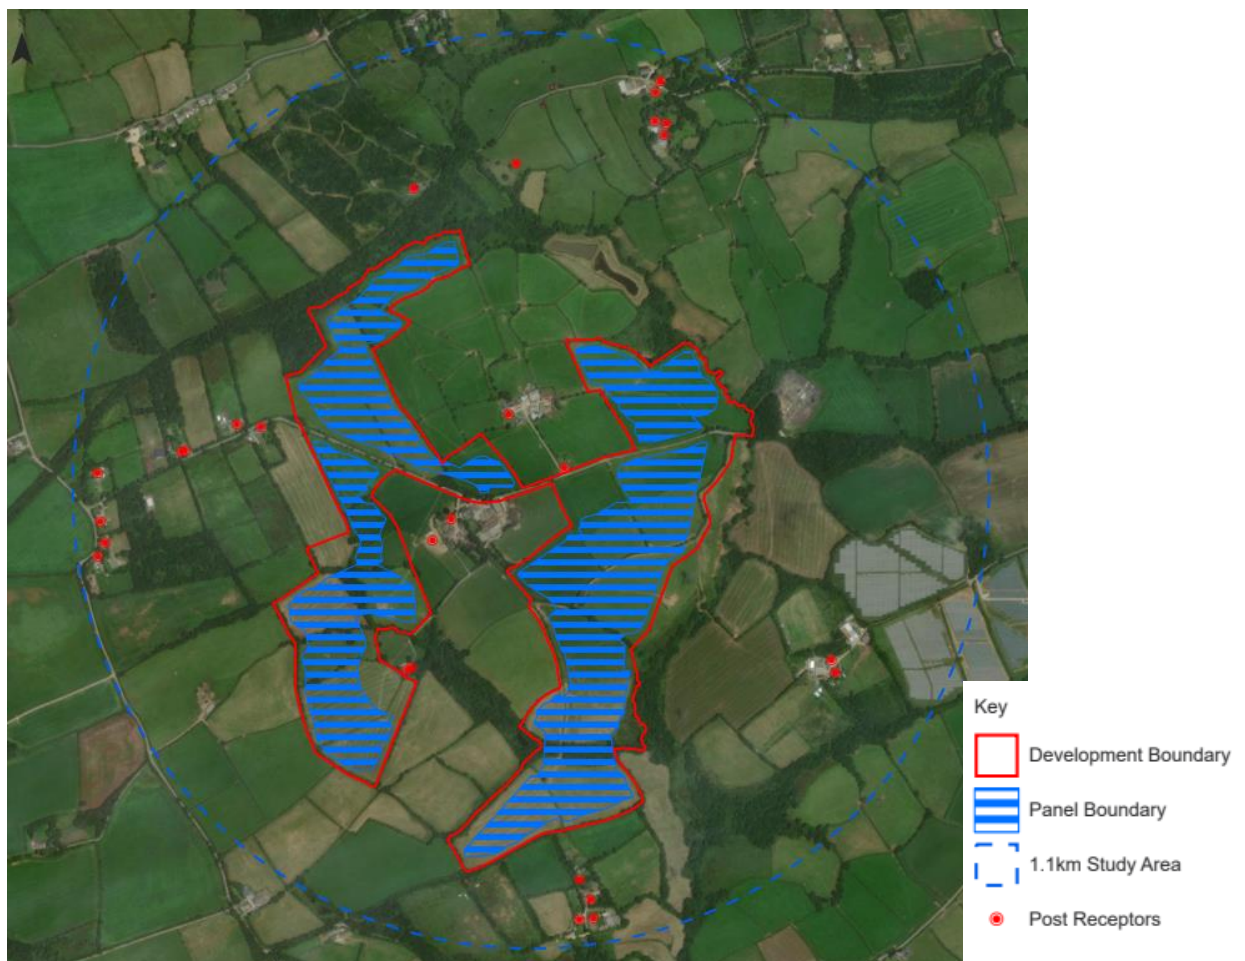 Key
Development Boundary
Panel Boundary
1.1km Study Area
Post Receptors